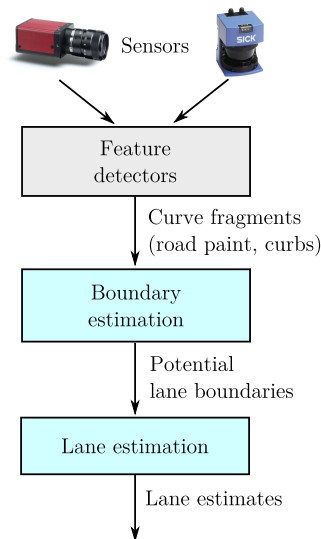 Sensors
SICK
Feature
detectors
Curve fragments
(road paint, curbs)
Boundary
estimation
Potential
lane boundaries
Lane estimation
Lane estimates